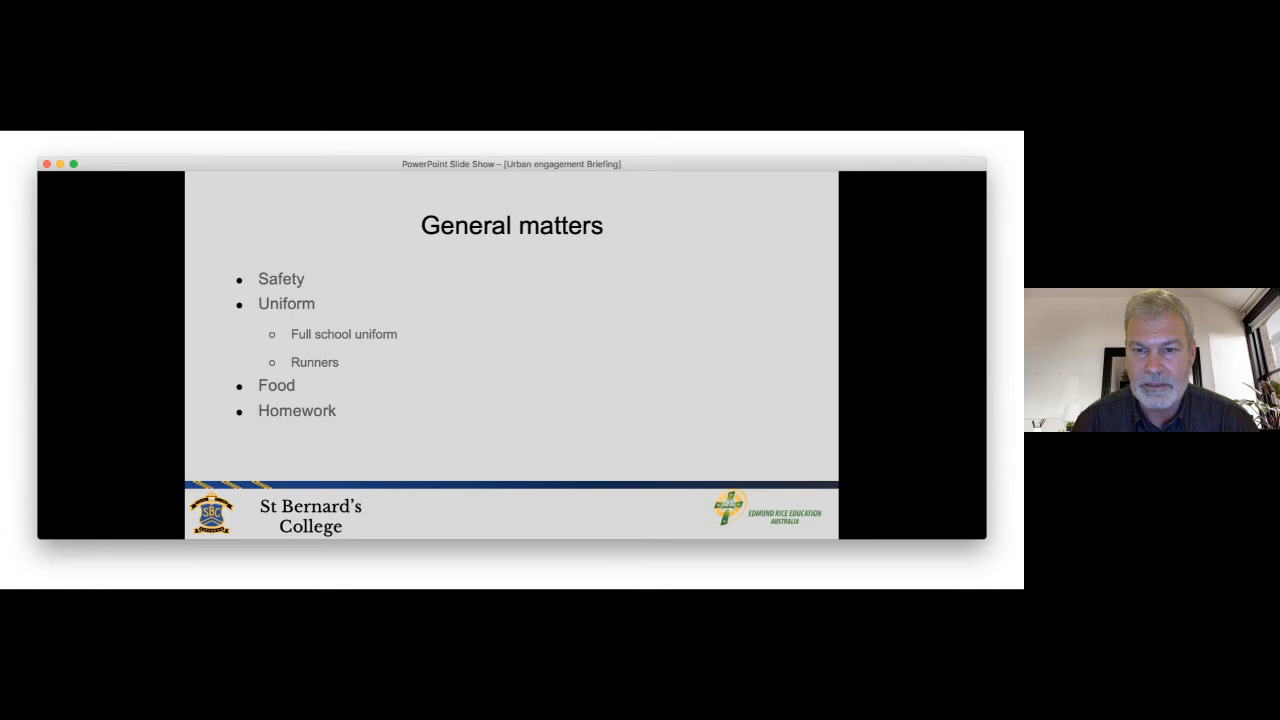 PowerPoint Slide Show – [Urban engagement Briefing]
General matters
Safety
Uniform
Full school uniform
Runners
Food
Homework
SBC
St Bernard's
College
EDMUND RICE EDUCATION
AUSTRALIA